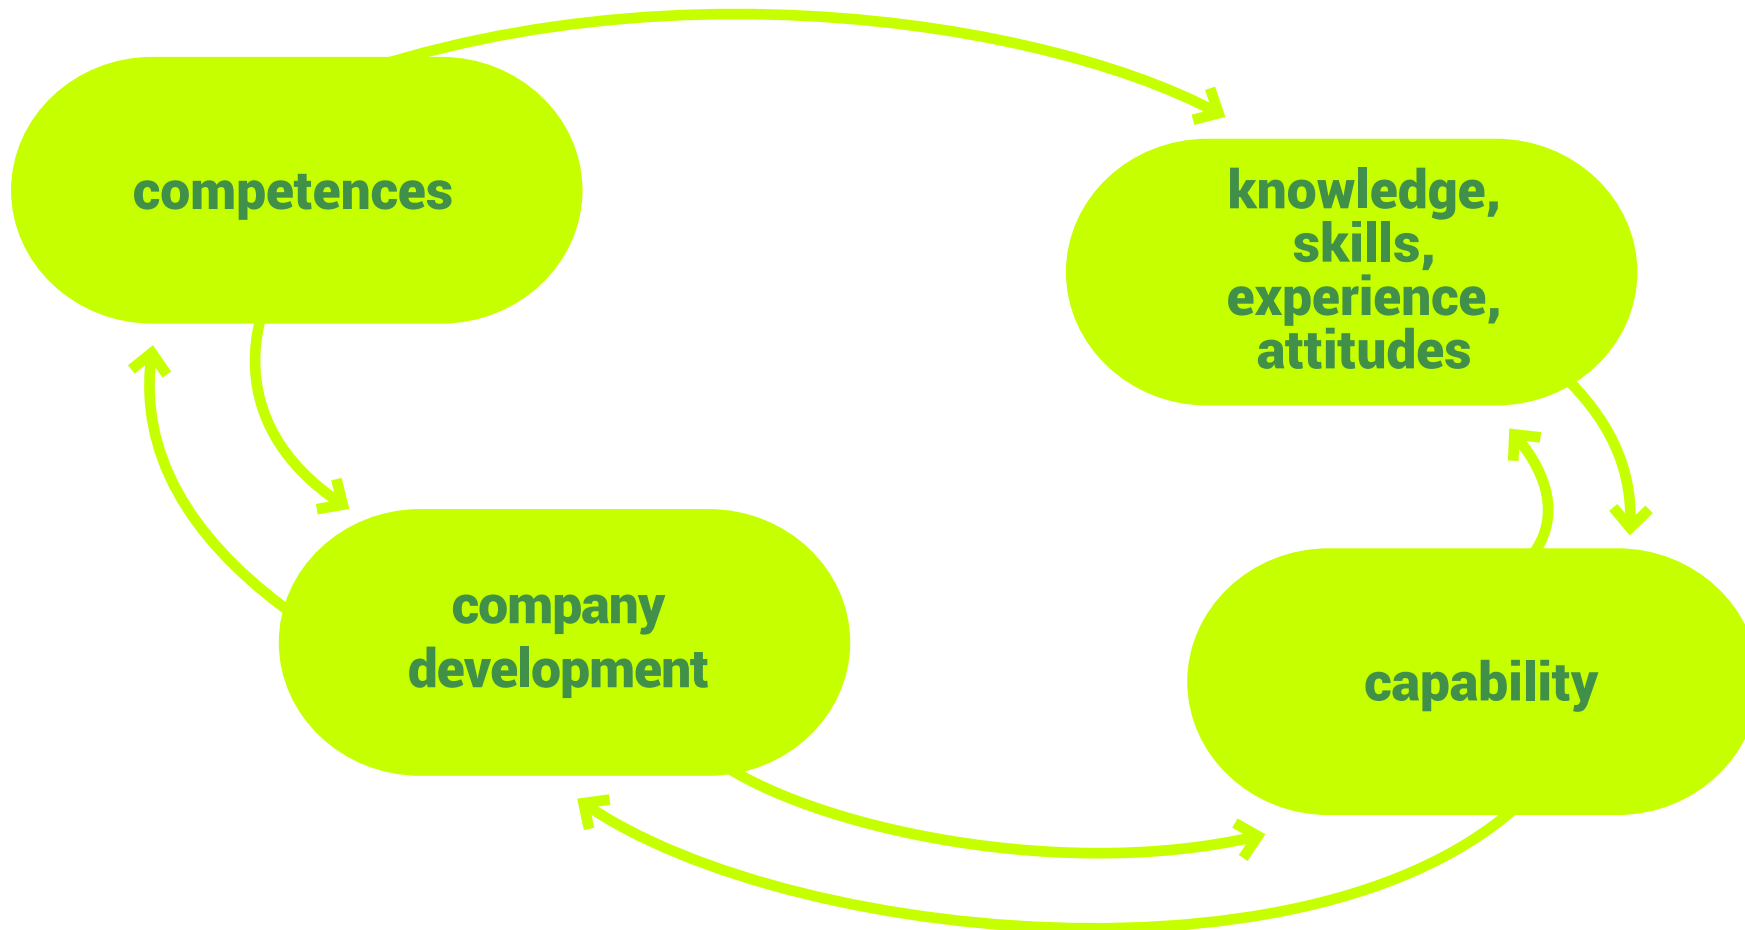 competences
knowledge,
skills,
experience,
attitudes
company
development
capability